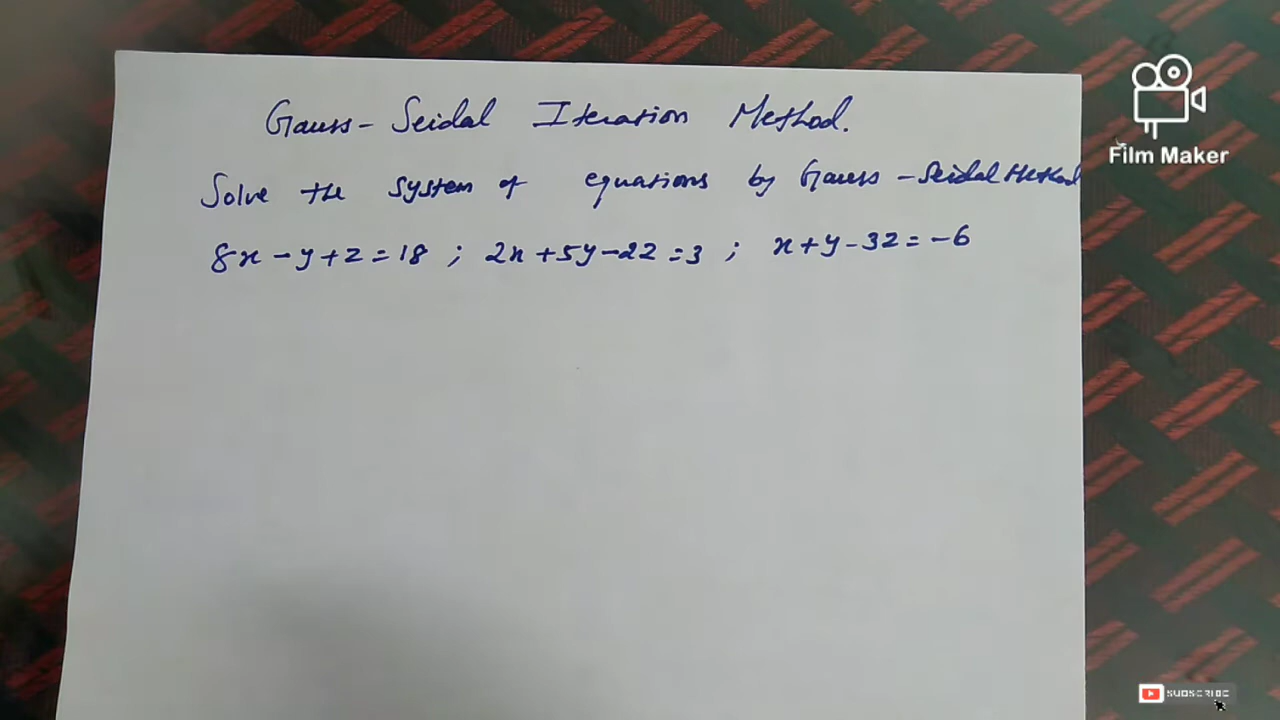 Gauss-Seidal Iteration Method.
Film Maker
Solve the system of equations by Gauss-Seidal Method
8x-y+z=18 ; 2x+5y-2z=3 ; x+y-3z=-6
SUBSCRIBE